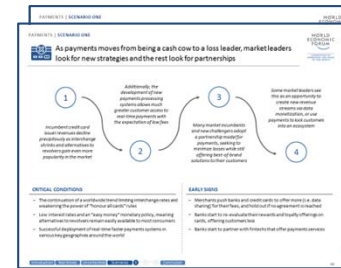 PAYMENTS | SCENARIO ONE
WORLD
ECONOMIC
FORUM
PAYMENTS | SCENARIO ONE
WORLD
ECONOMIC
FORUM
As payments moves from being a cash cow to a loss leader, market leaders
look for new strategies and the rest look for partnerships
1
Incumbent credit card
issuer revenues decline
precipitously as interchange
shrinks and alternatives to
revolvers gain ever more
popularity in the market
Additionally, the
development of new
payments processing
systems allows much
greater customer access to
real-time payments with
the expectation of low fees
2
3
Many market incumbents
and new challengers adopt
a partnership model for
payments, seeking to
minimize losses while still
offering best-of-brand
solutions to their customers
Some market leaders see
this as an opportunity to
create new revenue
streams via data
monetization, or use
payments to lock customers
into an ecosystem
4
CRITICAL CONDITIONS
- The continuation of a worldwide trend limiting interchange rates and
weakening the power of "honour all cards" rules
- Low interest rates and an "easy money" monetary policy, meaning
alternatives to revolvers remain easily available to most consumers
- Successful deployment of real-time faster payments systems in
various key geographies around the world
EARLY SIGNS
- Merchants push banks and credit cards to offer more (i.e. data
sharing) for their fees, and hold out if no agreement is reached
- Banks start to re-evaluate their rewards and loyalty offerings on
cards, offering customers less
- Banks start to partner with fintechs that offer payments services